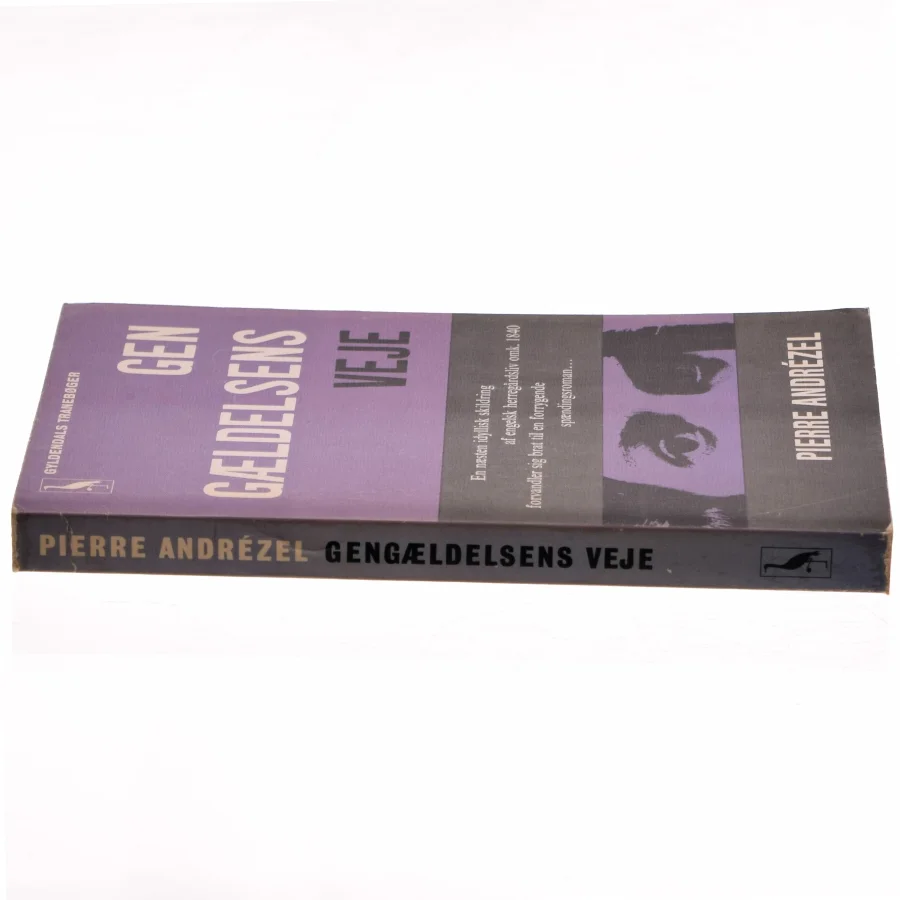 GYLDENDALS TRANEBØGER
GEN
GÆLDELSENS
VEJE
En næsten idyllisk skildring
af engelsk herregårdsliv omk. 1840
forvandler sig brat til en forrygende
spændingsroman...
PIERRE ANDRÉZEL
PIERRE ANDRÉZEL GENGÆLDELSENS VEJE